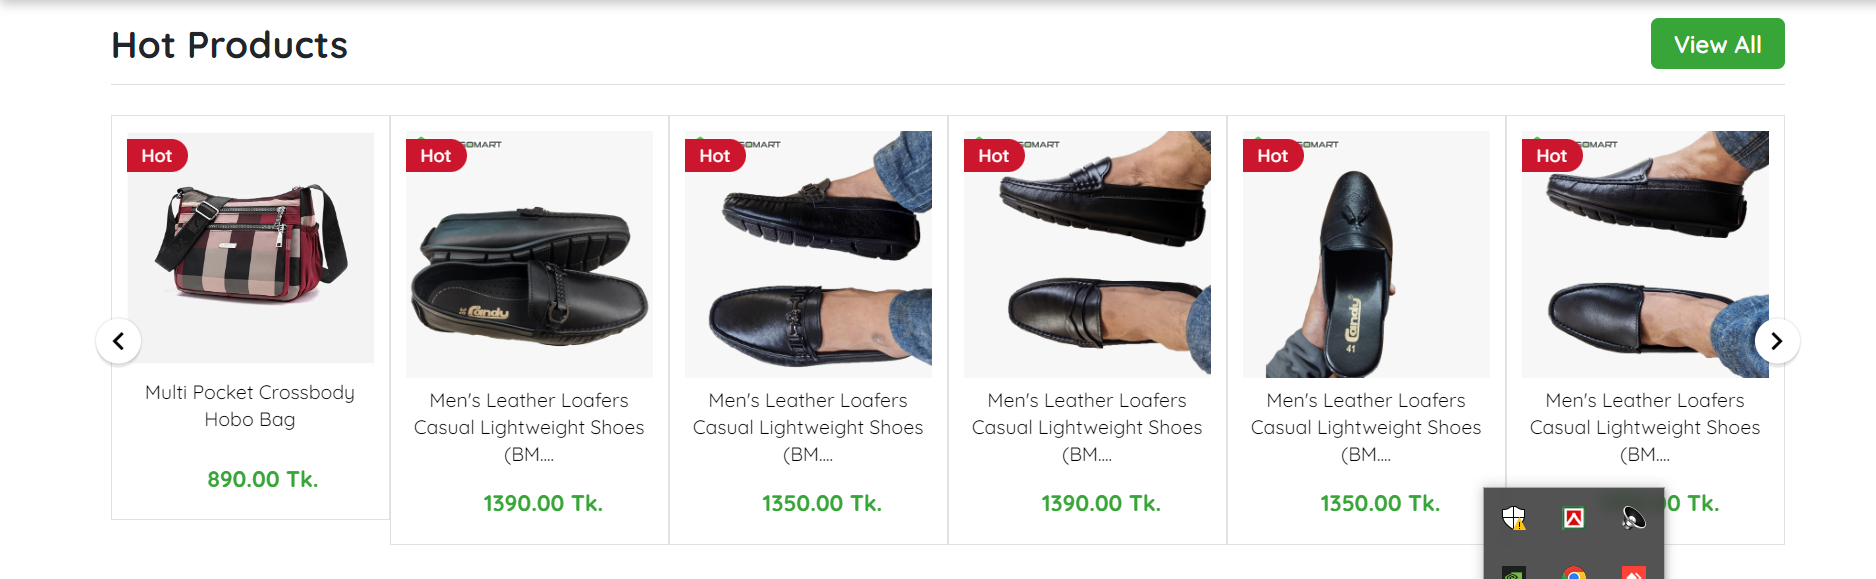 Hot Products
View All
Hot
Hot
Hot
Hot
Hot
Hot
Candy
Candy
41
Multi Pocket Crossbody
Hobo Bag
890.00 Tk.
Men's Leather Loafers
Casual Lightweight Shoes
(BM....
1390.00 Tk.
Men's Leather Loafers
Casual Lightweight Shoes
(BM....
1350.00 Tk.
Men's Leather Loafers
Casual Lightweight Shoes
(BM....
1390.00 Tk.
Men's Leather Loafers
Casual Lightweight Shoes
(BM....
1350.00 Tk.
Men's Leather Loafers
Casual Lightweight Shoes
(BM....
Tk.